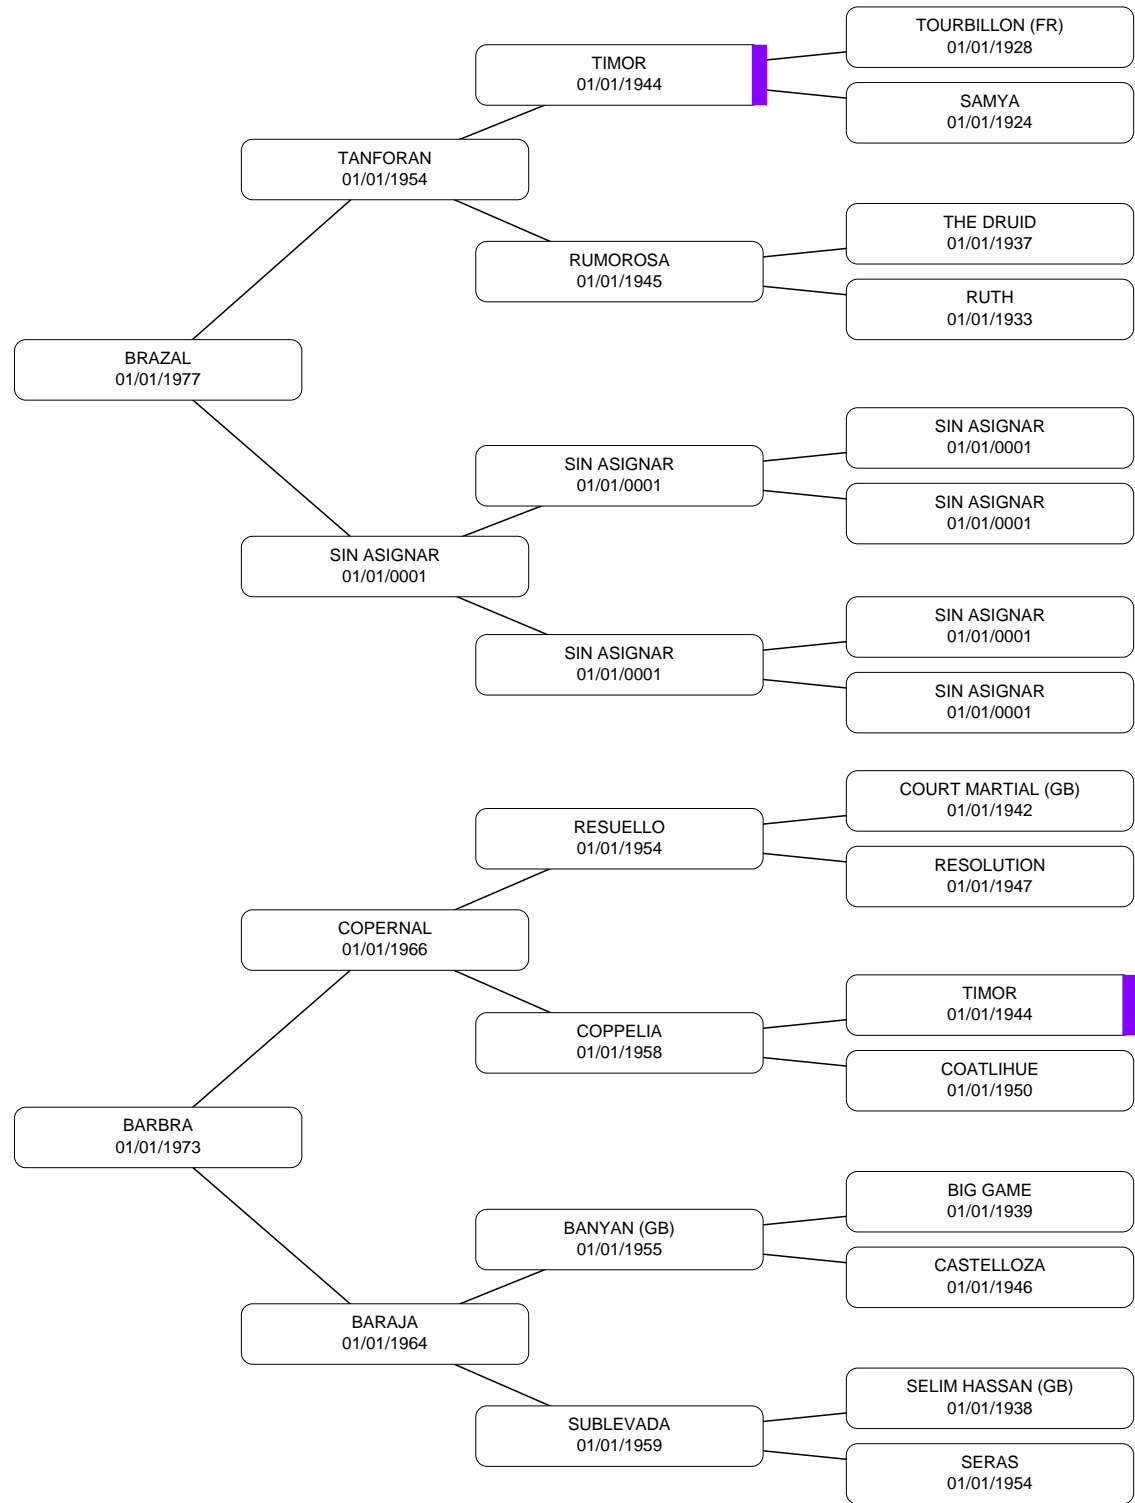 TOURBILLON (FR)
01/01/1928
TIMOR
01/01/1944
SAMYA
01/01/1924
TANFORAN
01/01/1954
THE DRUID
01/01/1937
RUMOROSA
01/01/1945
RUTH
01/01/1933
BRAZAL
01/01/1977
SIN ASIGNAR
01/01/0001
SIN ASIGNAR
01/01/0001
SIN ASIGNAR
01/01/0001
SIN ASIGNAR
01/01/0001
SIN ASIGNAR
01/01/0001
SIN ASIGNAR
01/01/0001
SIN ASIGNAR
01/01/0001
COURT MARTIAL (GB)
01/01/1942
RESUELLO
01/01/1954
RESOLUTION
01/01/1947
COPERNAL
01/01/1966
TIMOR
01/01/1944
COPPELIA
01/01/1958
COATLIHUE
01/01/1950
BARBRA
01/01/1973
BIG GAME
01/01/1939
BANYAN (GB)
01/01/1955
CASTELLOZA
01/01/1946
BARAJA
01/01/1964
SELIM HASSAN (GB)
01/01/1938
SUBLEVADA
01/01/1959
SERAS
01/01/1954